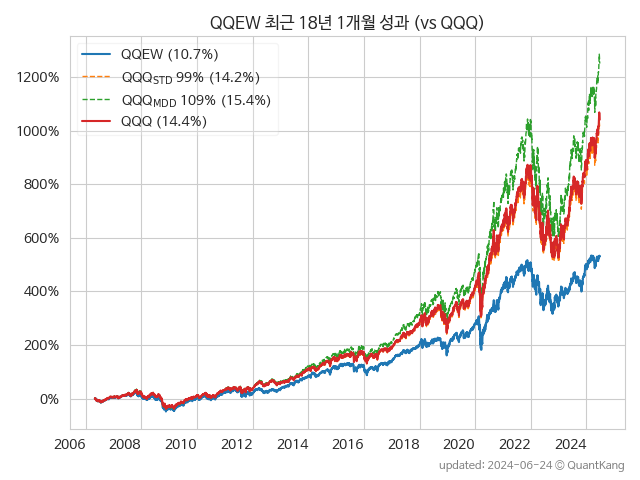 QQEW 최근 18년 1개월 성과 (vs QQQ)
QQEW (10.7%)
QQQSTD 99% (14.2%)
QQQMDD 109% (15.4%)
QQQ (14.4%)
1200%
1000%
800%
600%
400%
200%
0%
2006 2008 2010 2012 2014 2016 2018 2020 2022 2024
updated: 2024-06-24 © QuantKang